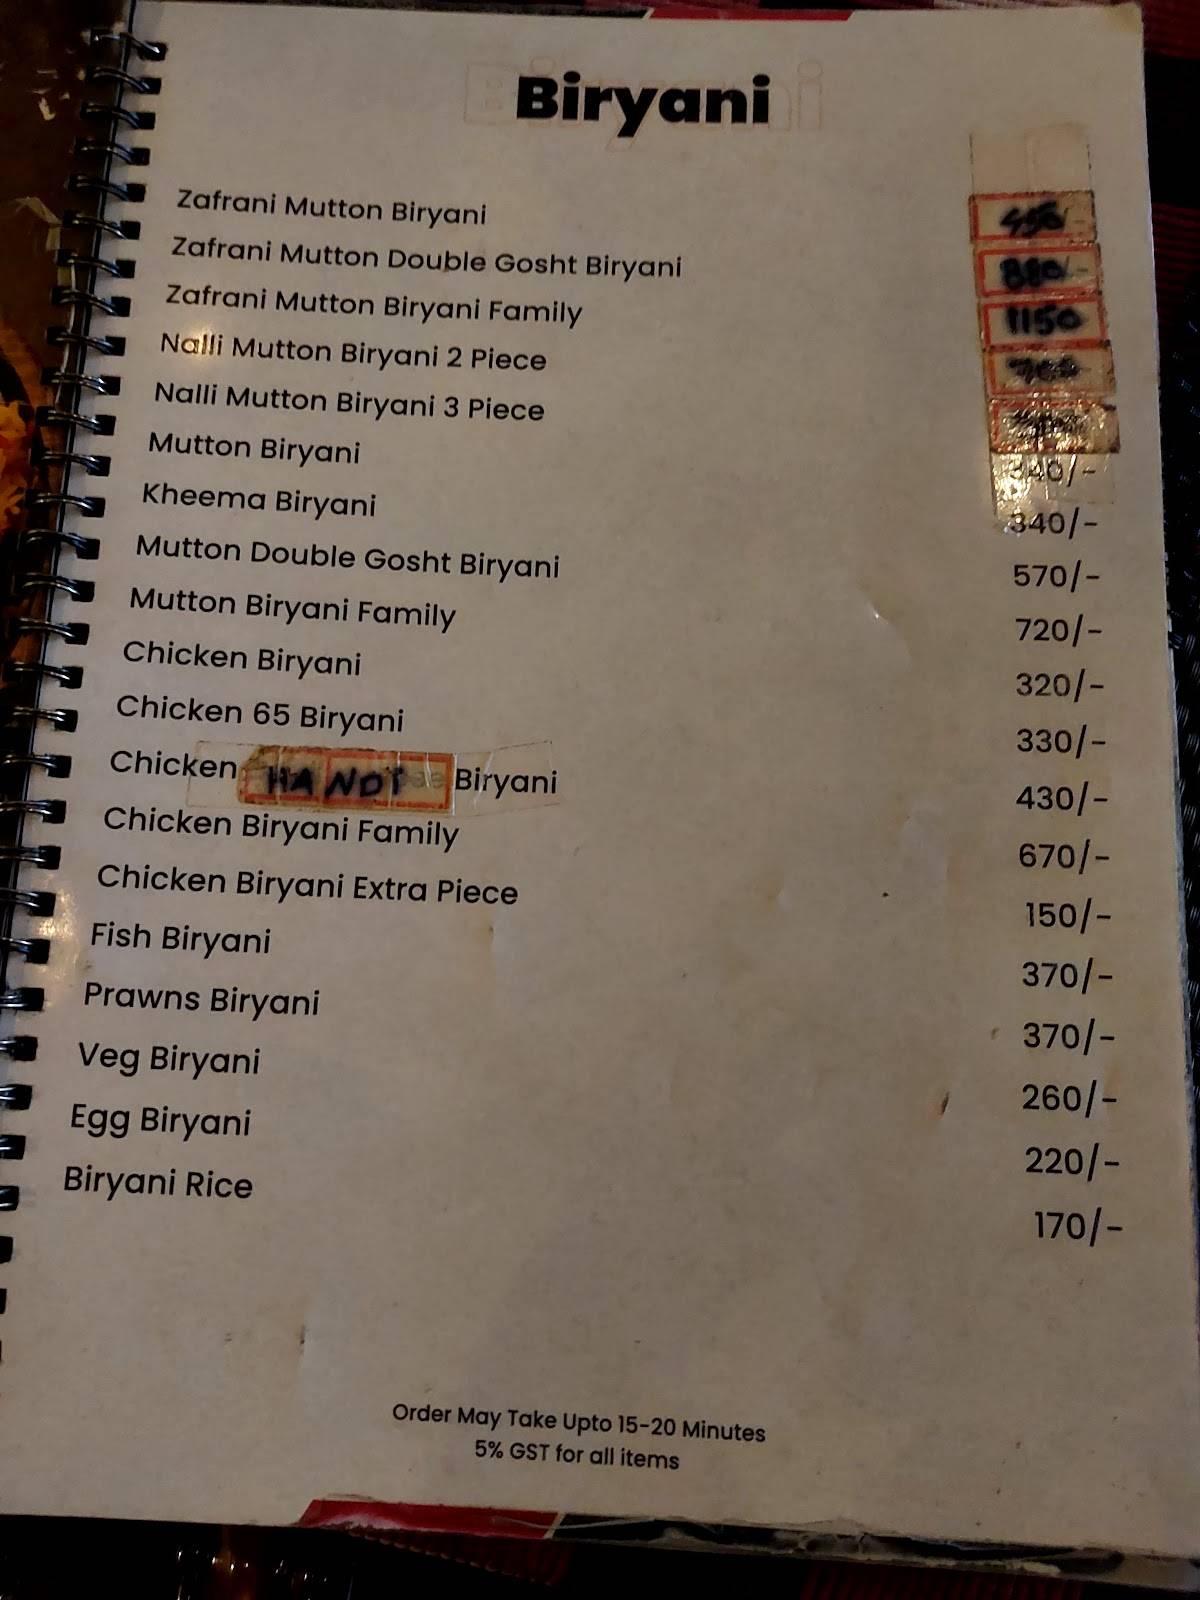 Biryani
Zafrani Mutton Biryani
Zafrani Mutton Double Gosht Biryani 880/-
Zafrani Mutton Biryani Family 1150
Nalli Mutton Biryani 2 Piece
Nalli Mutton Biryani 3 Piece
Mutton Biryani 340/-
Kheema Biryani 340/-
Mutton Double Gosht Biryani 570/-
Mutton Biryani Family 720/-
Chicken Biryani 320/-
Chicken 65 Biryani 330/-
Chicken HANDI Biryani 430/-
Chicken Biryani Family 670/-
Chicken Biryani Extra Piece 150/-
Fish Biryani 370/-
Prawns Biryani 370/-
Veg Biryani 260/-
Egg Biryani 220/-
Biryani Rice 170/-
Order May Take Upto 15-20 Minutes
5% GST for all items